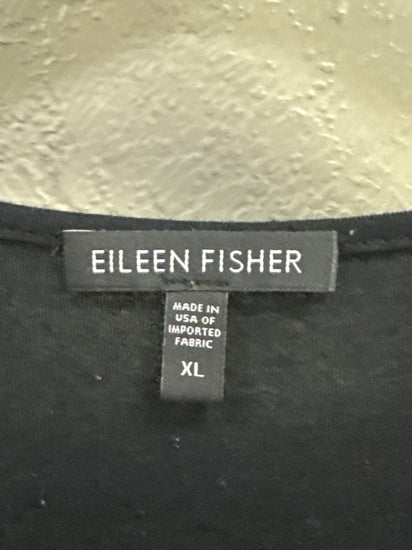 EILEEN FISHER
MADE IN
USA OF
IMPORTED
FABRIC
XL